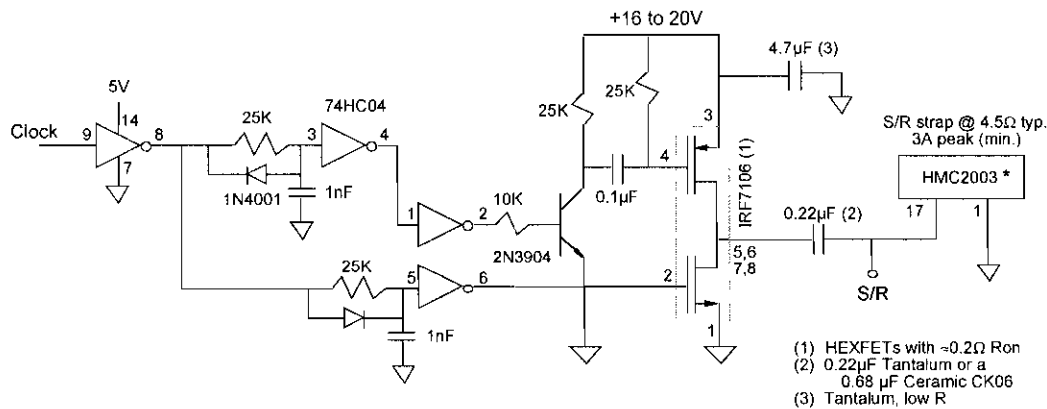 +16 to 20V
4.7µF (3)
5V
14
25K
74HC04
25K
25K
3
S/R strap @ 4.5Ω typ.
3A peak (min.)
Clock
9
8
3
4
4
HMC2003 *
7
1N4001
1nF
0.1µF
IRF7106 (1)
17
1
10K
0.22µF (2)
1
2
2N3904
5,6
7,8
25K
5
6
2
S/R
1nF
1
(1) HEXFETs with ≈0.2Ω Ron
(2) 0.22µF Tantalum or a
0.68 µF Ceramic CK06
(3) Tantalum, low R